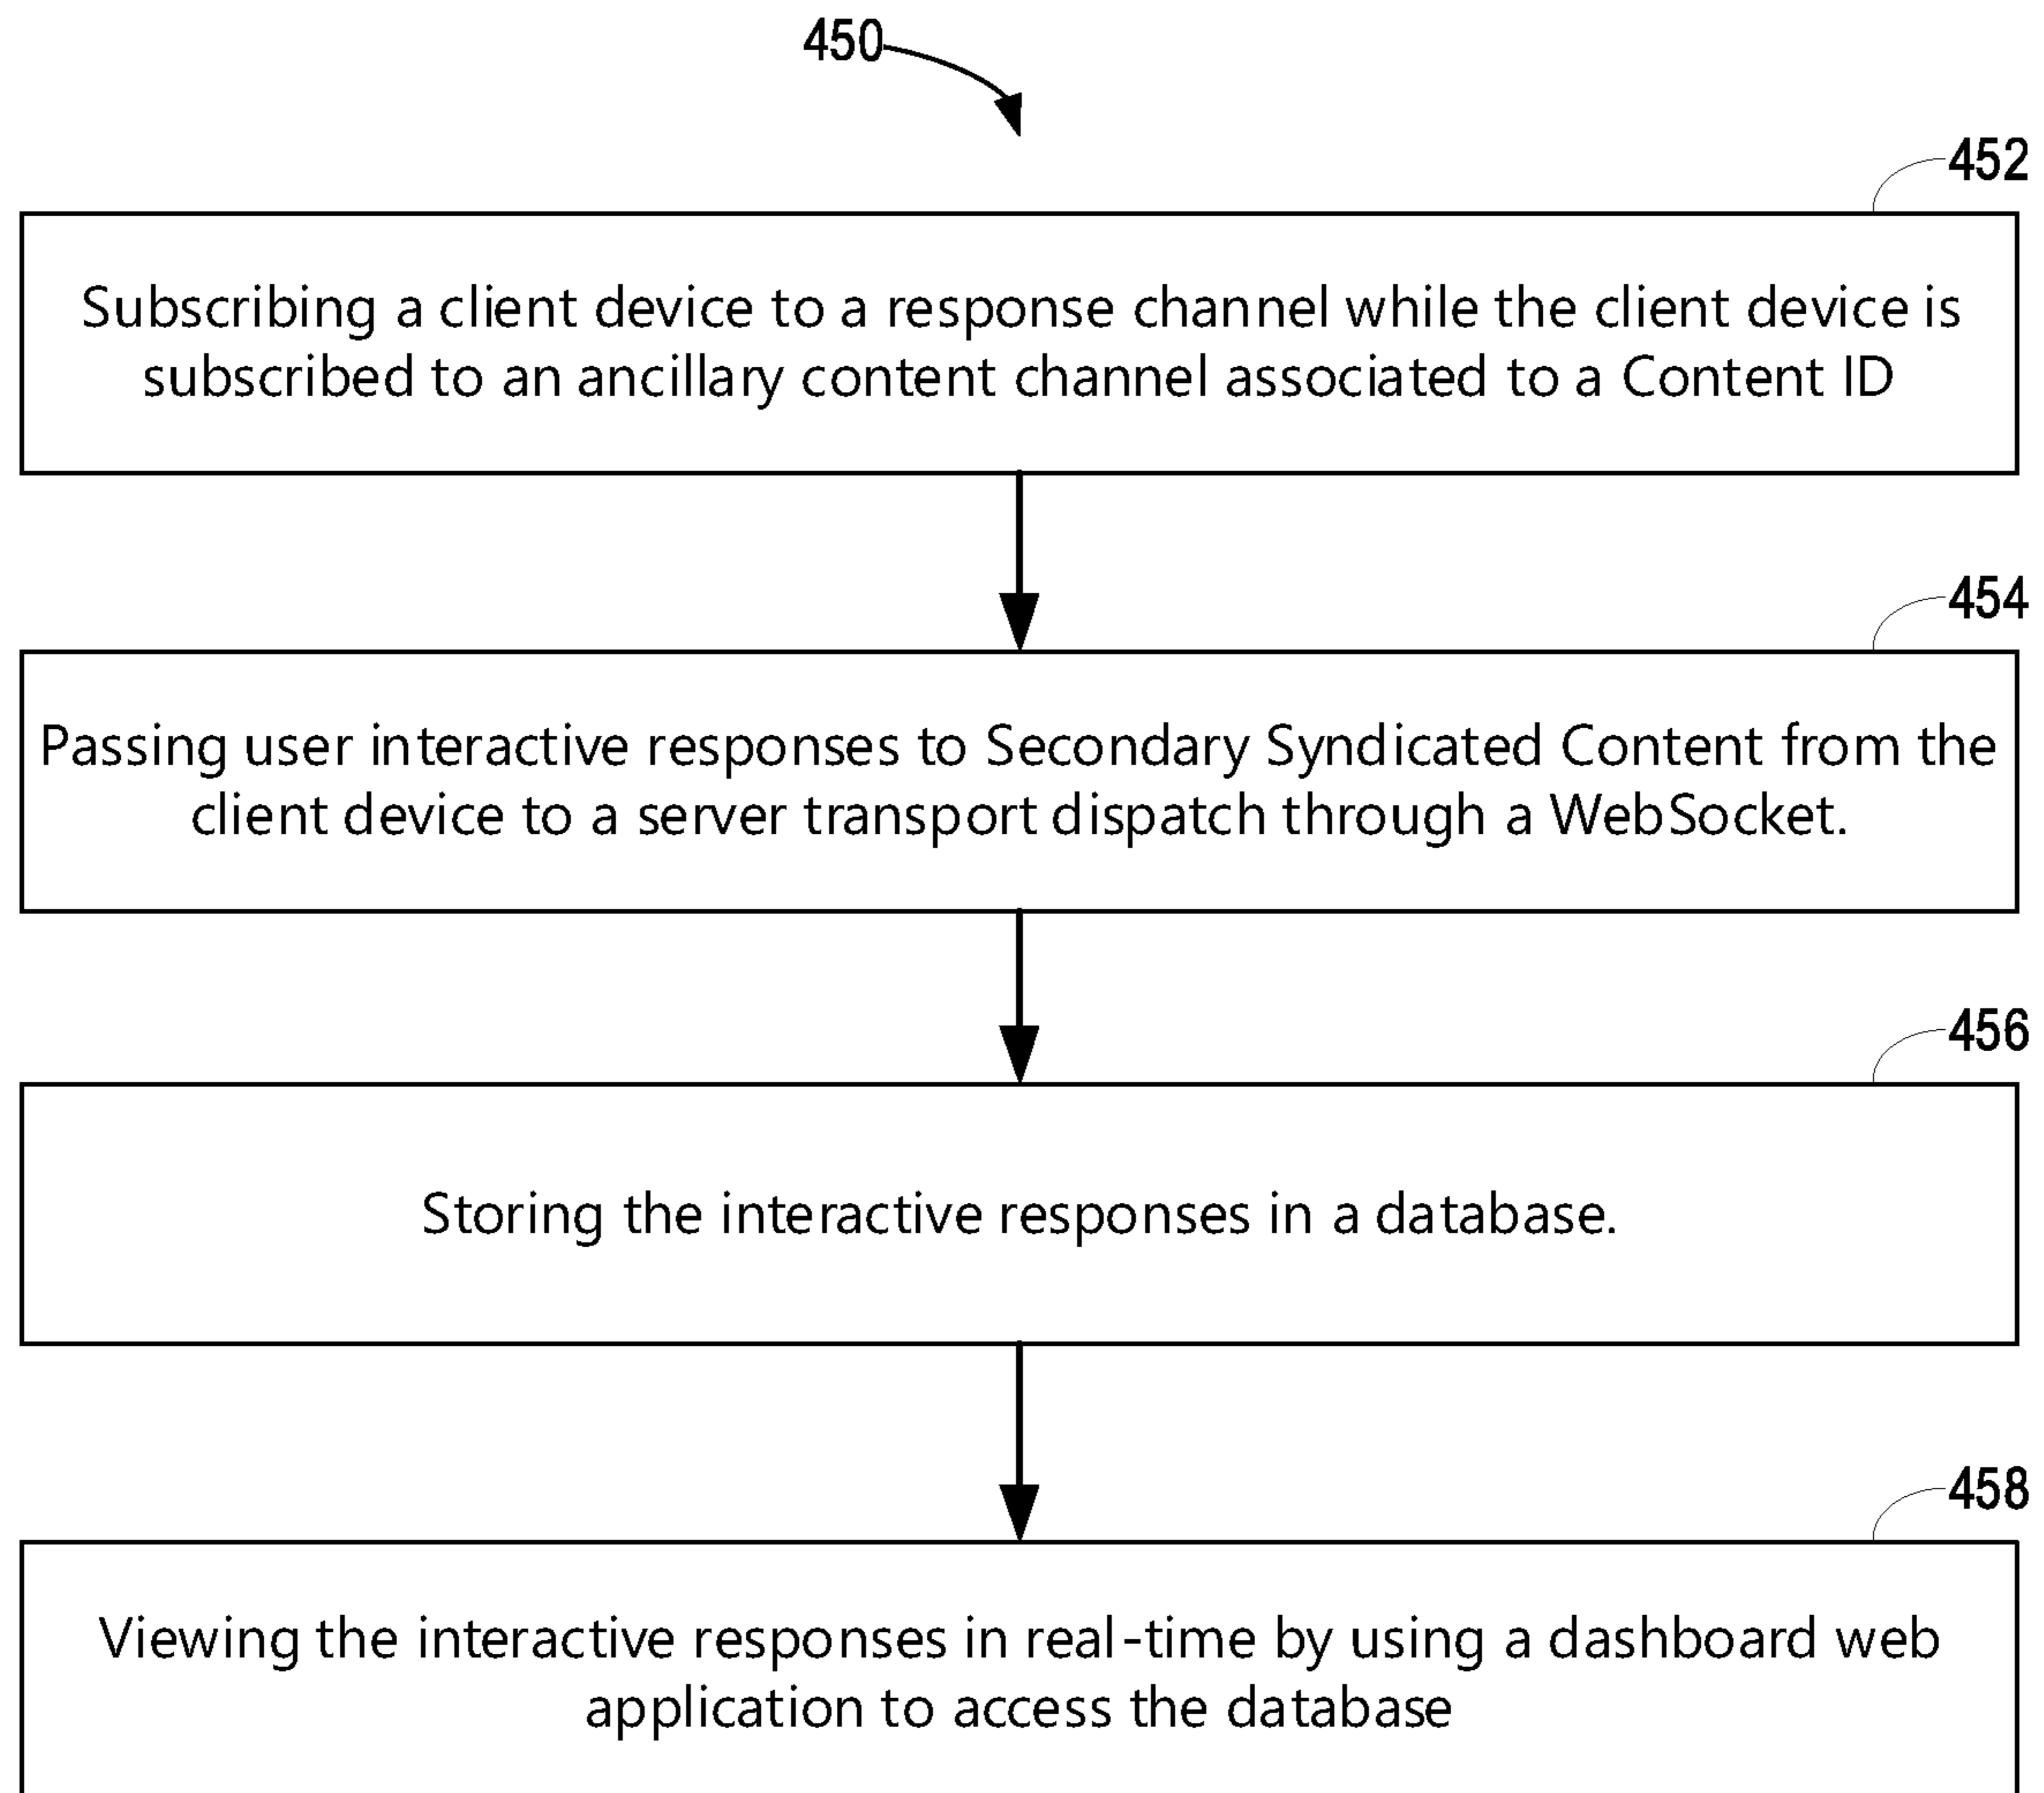 450
452
Subscribing a client device to a response channel while the client device is
subscribed to an ancillary content channel associated to a Content ID
454
Passing user interactive responses to Secondary Syndicated Content from the
client device to a server transport dispatch through a WebSocket.
456
Storing the interactive responses in a database.
458
Viewing the interactive responses in real-time by using a dashboard web
application to access the database